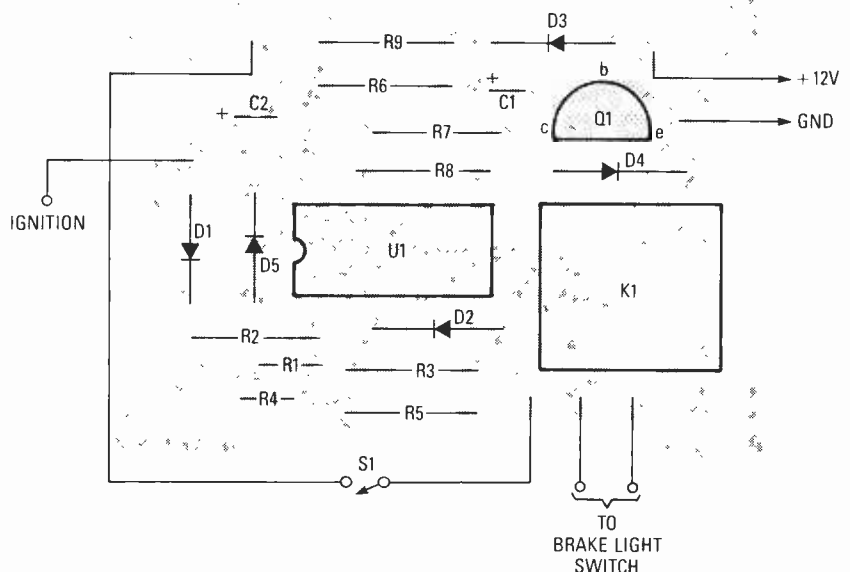 D3
R9
b
+12V
R6
+
C1
+
C2
Q1
c
e
GND
R7
D4
R8
IGNITION
D1
D5
U1
K1
D2
R2
R1
R3
R4
R5
S1
TO
BRAKE LIGHT
SWITCH